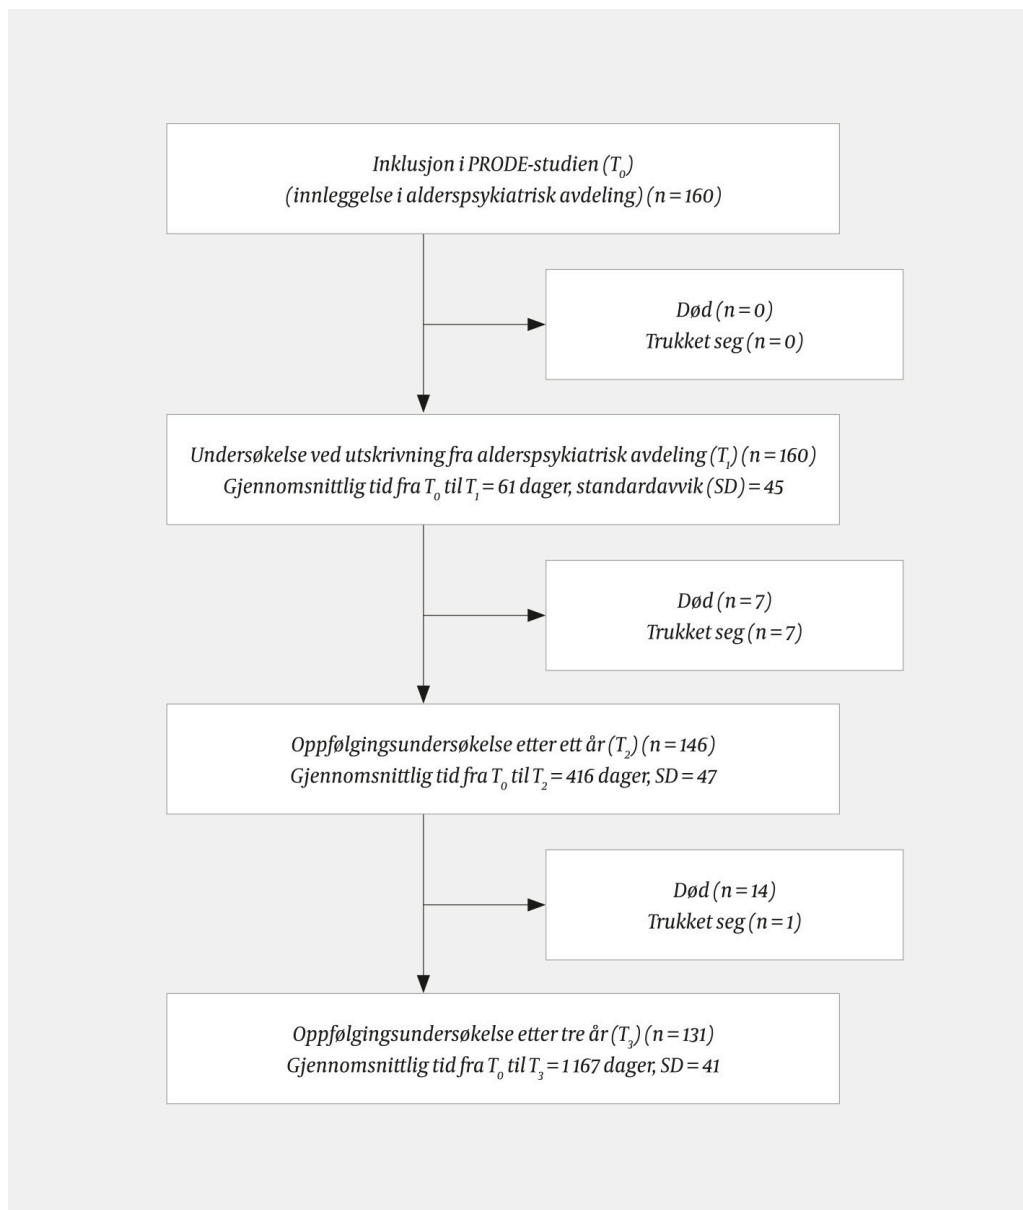 Inklusjon i PRODE-studien (T₀)
(innleggelse i alderspsykiatrisk avdeling) (n = 160)
Død (n = 0)
Trukket seg (n = 0)
Undersøkelse ved utskrivning fra alderspsykiatrisk avdeling (T₁) (n = 160)
Gjennomsnittlig tid fra T₀ til T₁ = 61 dager, standardavvik (SD) = 45
Død (n = 7)
Trukket seg (n = 7)
Oppfølgingsundersøkelse etter ett år (T₂) (n = 146)
Gjennomsnittlig tid fra T₀ til T₂ = 416 dager, SD = 47
Død (n = 14)
Trukket seg (n = 1)
Oppfølgingsundersøkelse etter tre år (T₃) (n = 131)
Gjennomsnittlig tid fra T₀ til T₃ = 1 167 dager, SD = 41